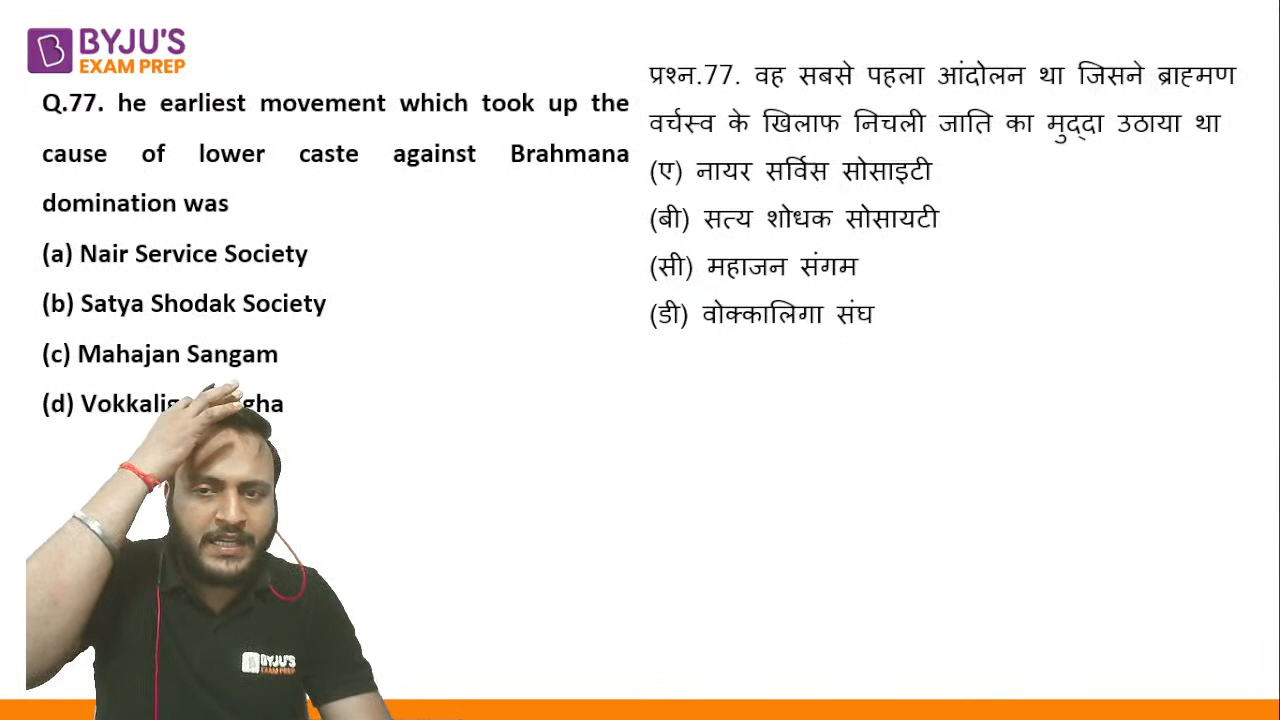 BYJU'S
EXAM PREP
Q.77. he earliest movement which took up the
cause of lower caste against Brahmana
domination was
(a) Nair Service Society
(b) Satya Shodak Society
(c) Mahajan Sangam
(d)
प्रश्न.77. वह सबसे पहला आंदोलन था जिसने ब्राह्मण
वर्चस्व के खिलाफ निचली जाति का मुद्दा उठाया था
(ए) नायर सर्विस सोसाइटी
(बी) सत्य शोधक सोसायटी
(सी) महाजन संगम
(डी) वोक्कालिगा संघ
BYJU'S
EXAM PREP